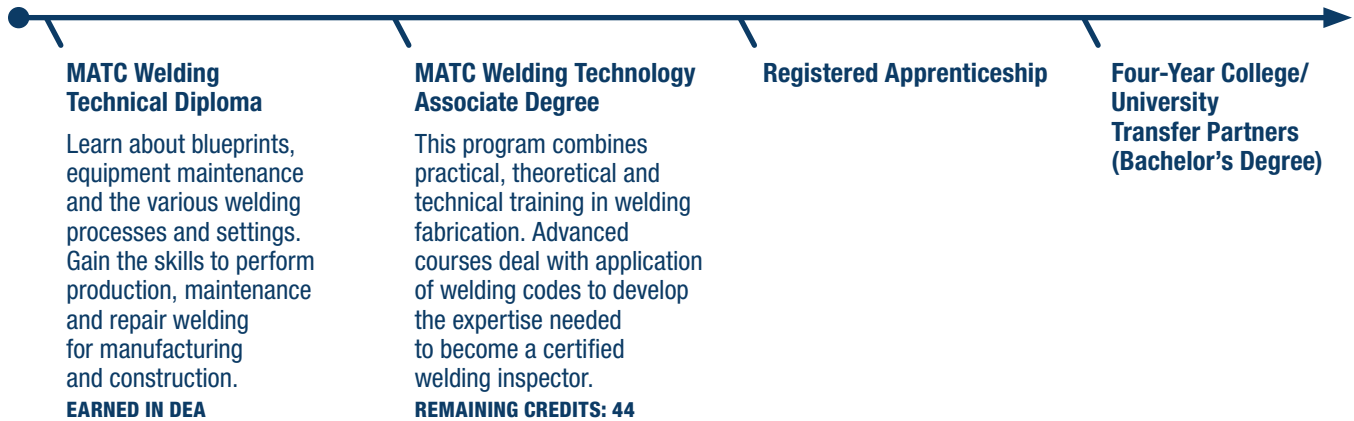 MATC Welding
Technical Diploma
Learn about blueprints,
equipment maintenance
and the various welding
processes and settings.
Gain the skills to perform
production, maintenance
and repair welding
for manufacturing
and construction.
EARNED IN DEA
MATC Welding Technology
Associate Degree
This program combines
practical, theoretical and
technical training in welding
fabrication. Advanced
courses deal with application
of welding codes to develop
the expertise needed
to become a certified
welding inspector.
REMAINING CREDITS: 44
Registered Apprenticeship
Four-Year College/
University
Transfer Partners
(Bachelor’s Degree)